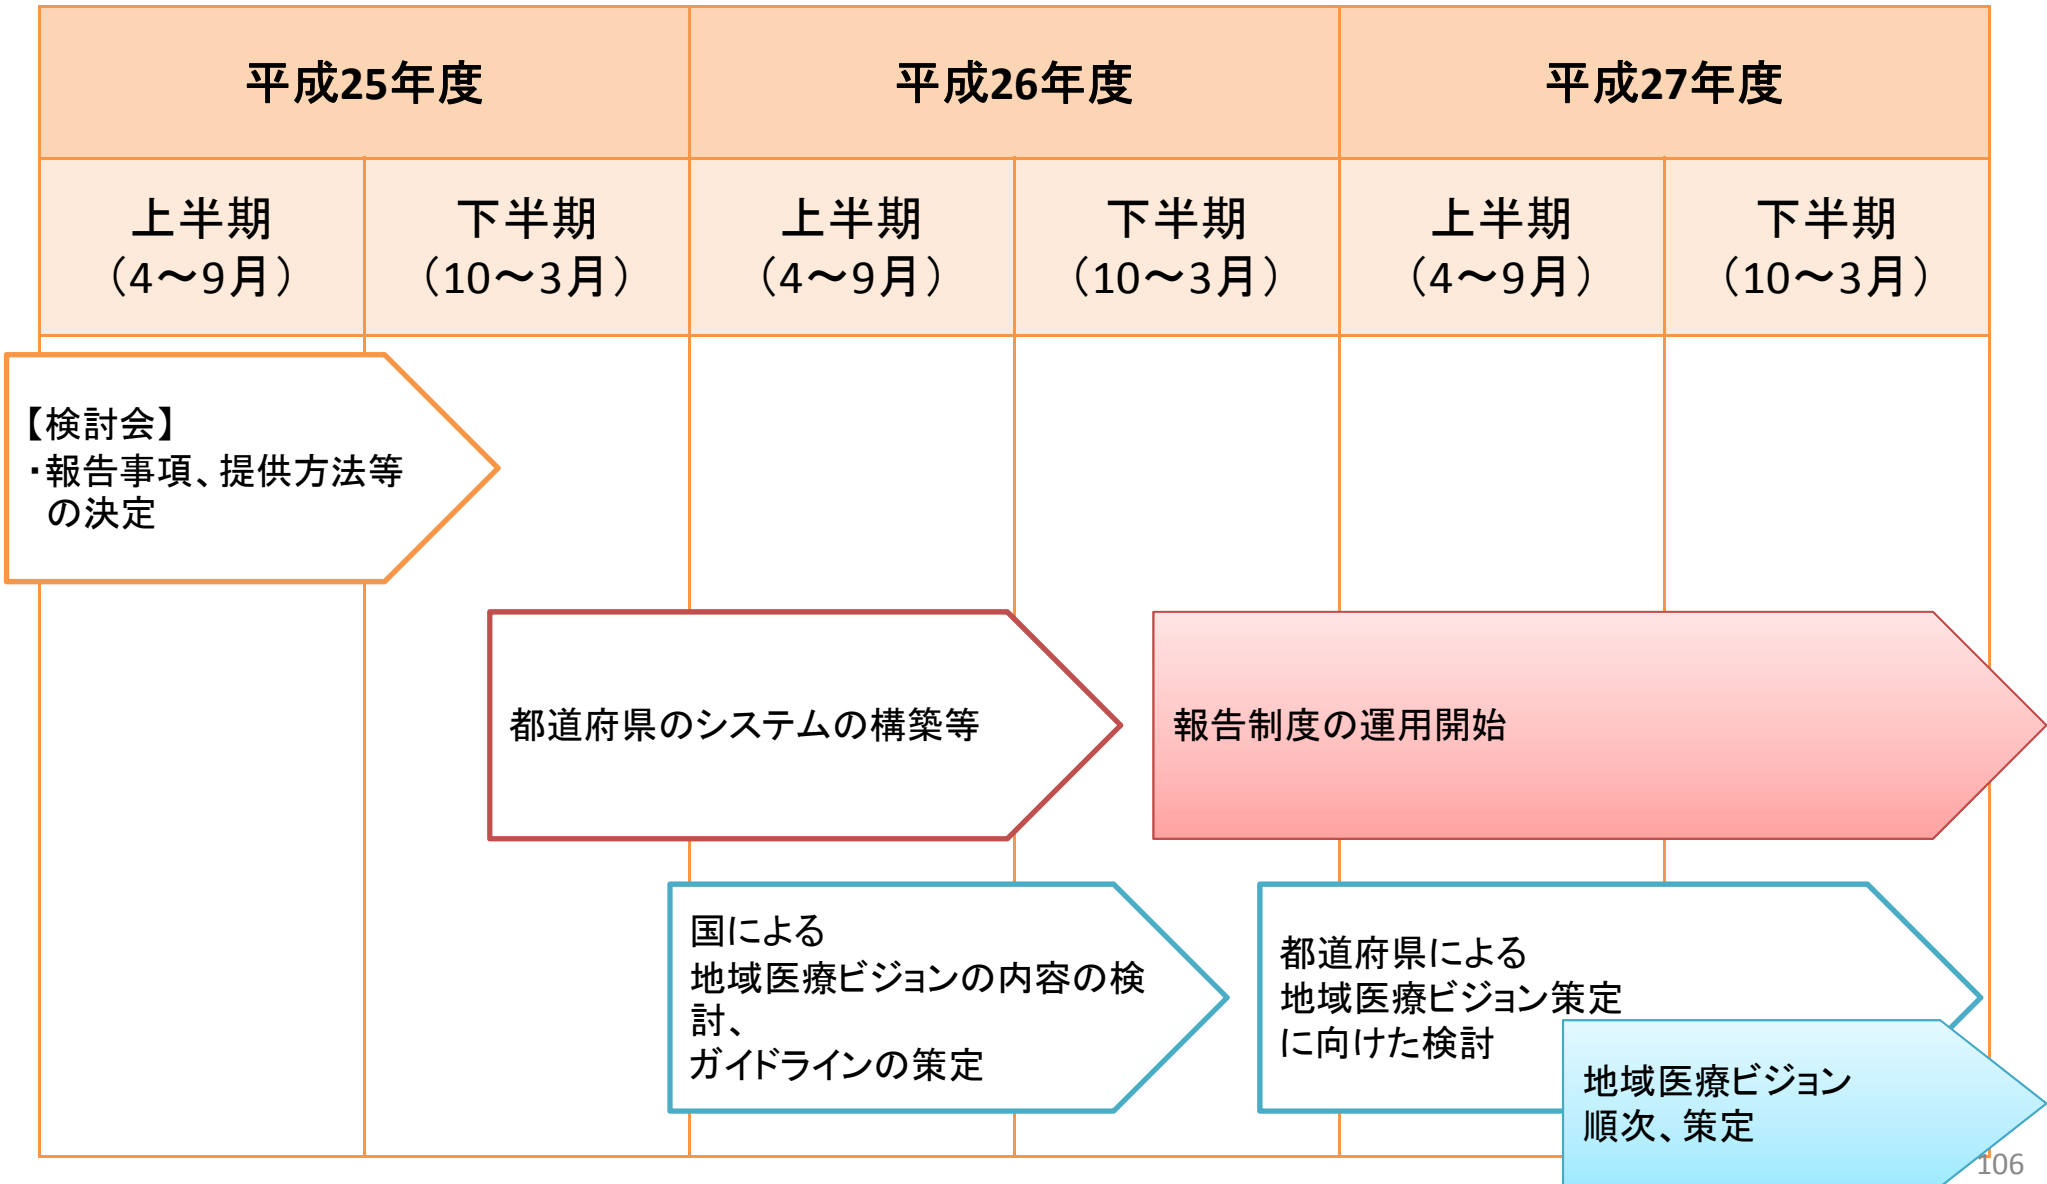 平成25年度
平成26年度
平成27年度
上半期
（4～9月）
下半期
（10～3月）
上半期
（4～9月）
下半期
（10～3月）
上半期
（4～9月）
下半期
（10～3月）
【検討会】
・報告事項、提供方法等
の決定
都道府県のシステムの構築等
報告制度の運用開始
国による
地域医療ビジョンの内容の検
討、
ガイドラインの策定
都道府県による
地域医療ビジョン策定
に向けた検討
地域医療ビジョン
順次、策定
106